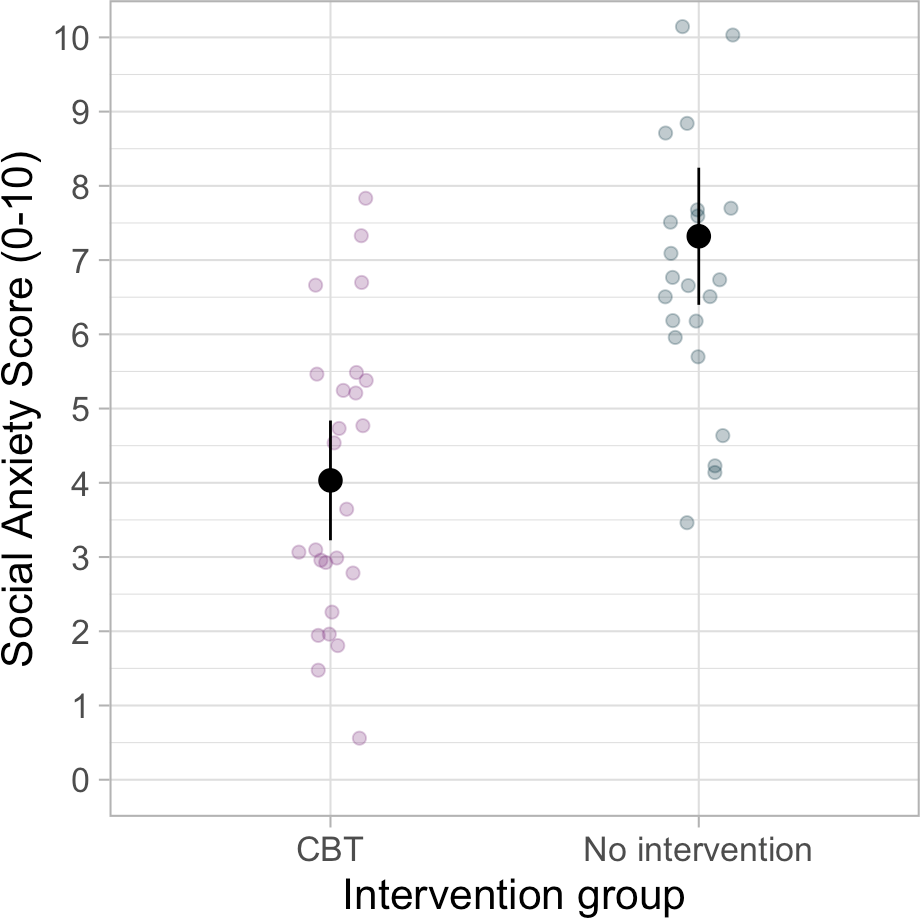 Social Anxiety Score (0-10)
10
9
8
7
6
5
4
3
2
1
0
CBT
No intervention
Intervention group